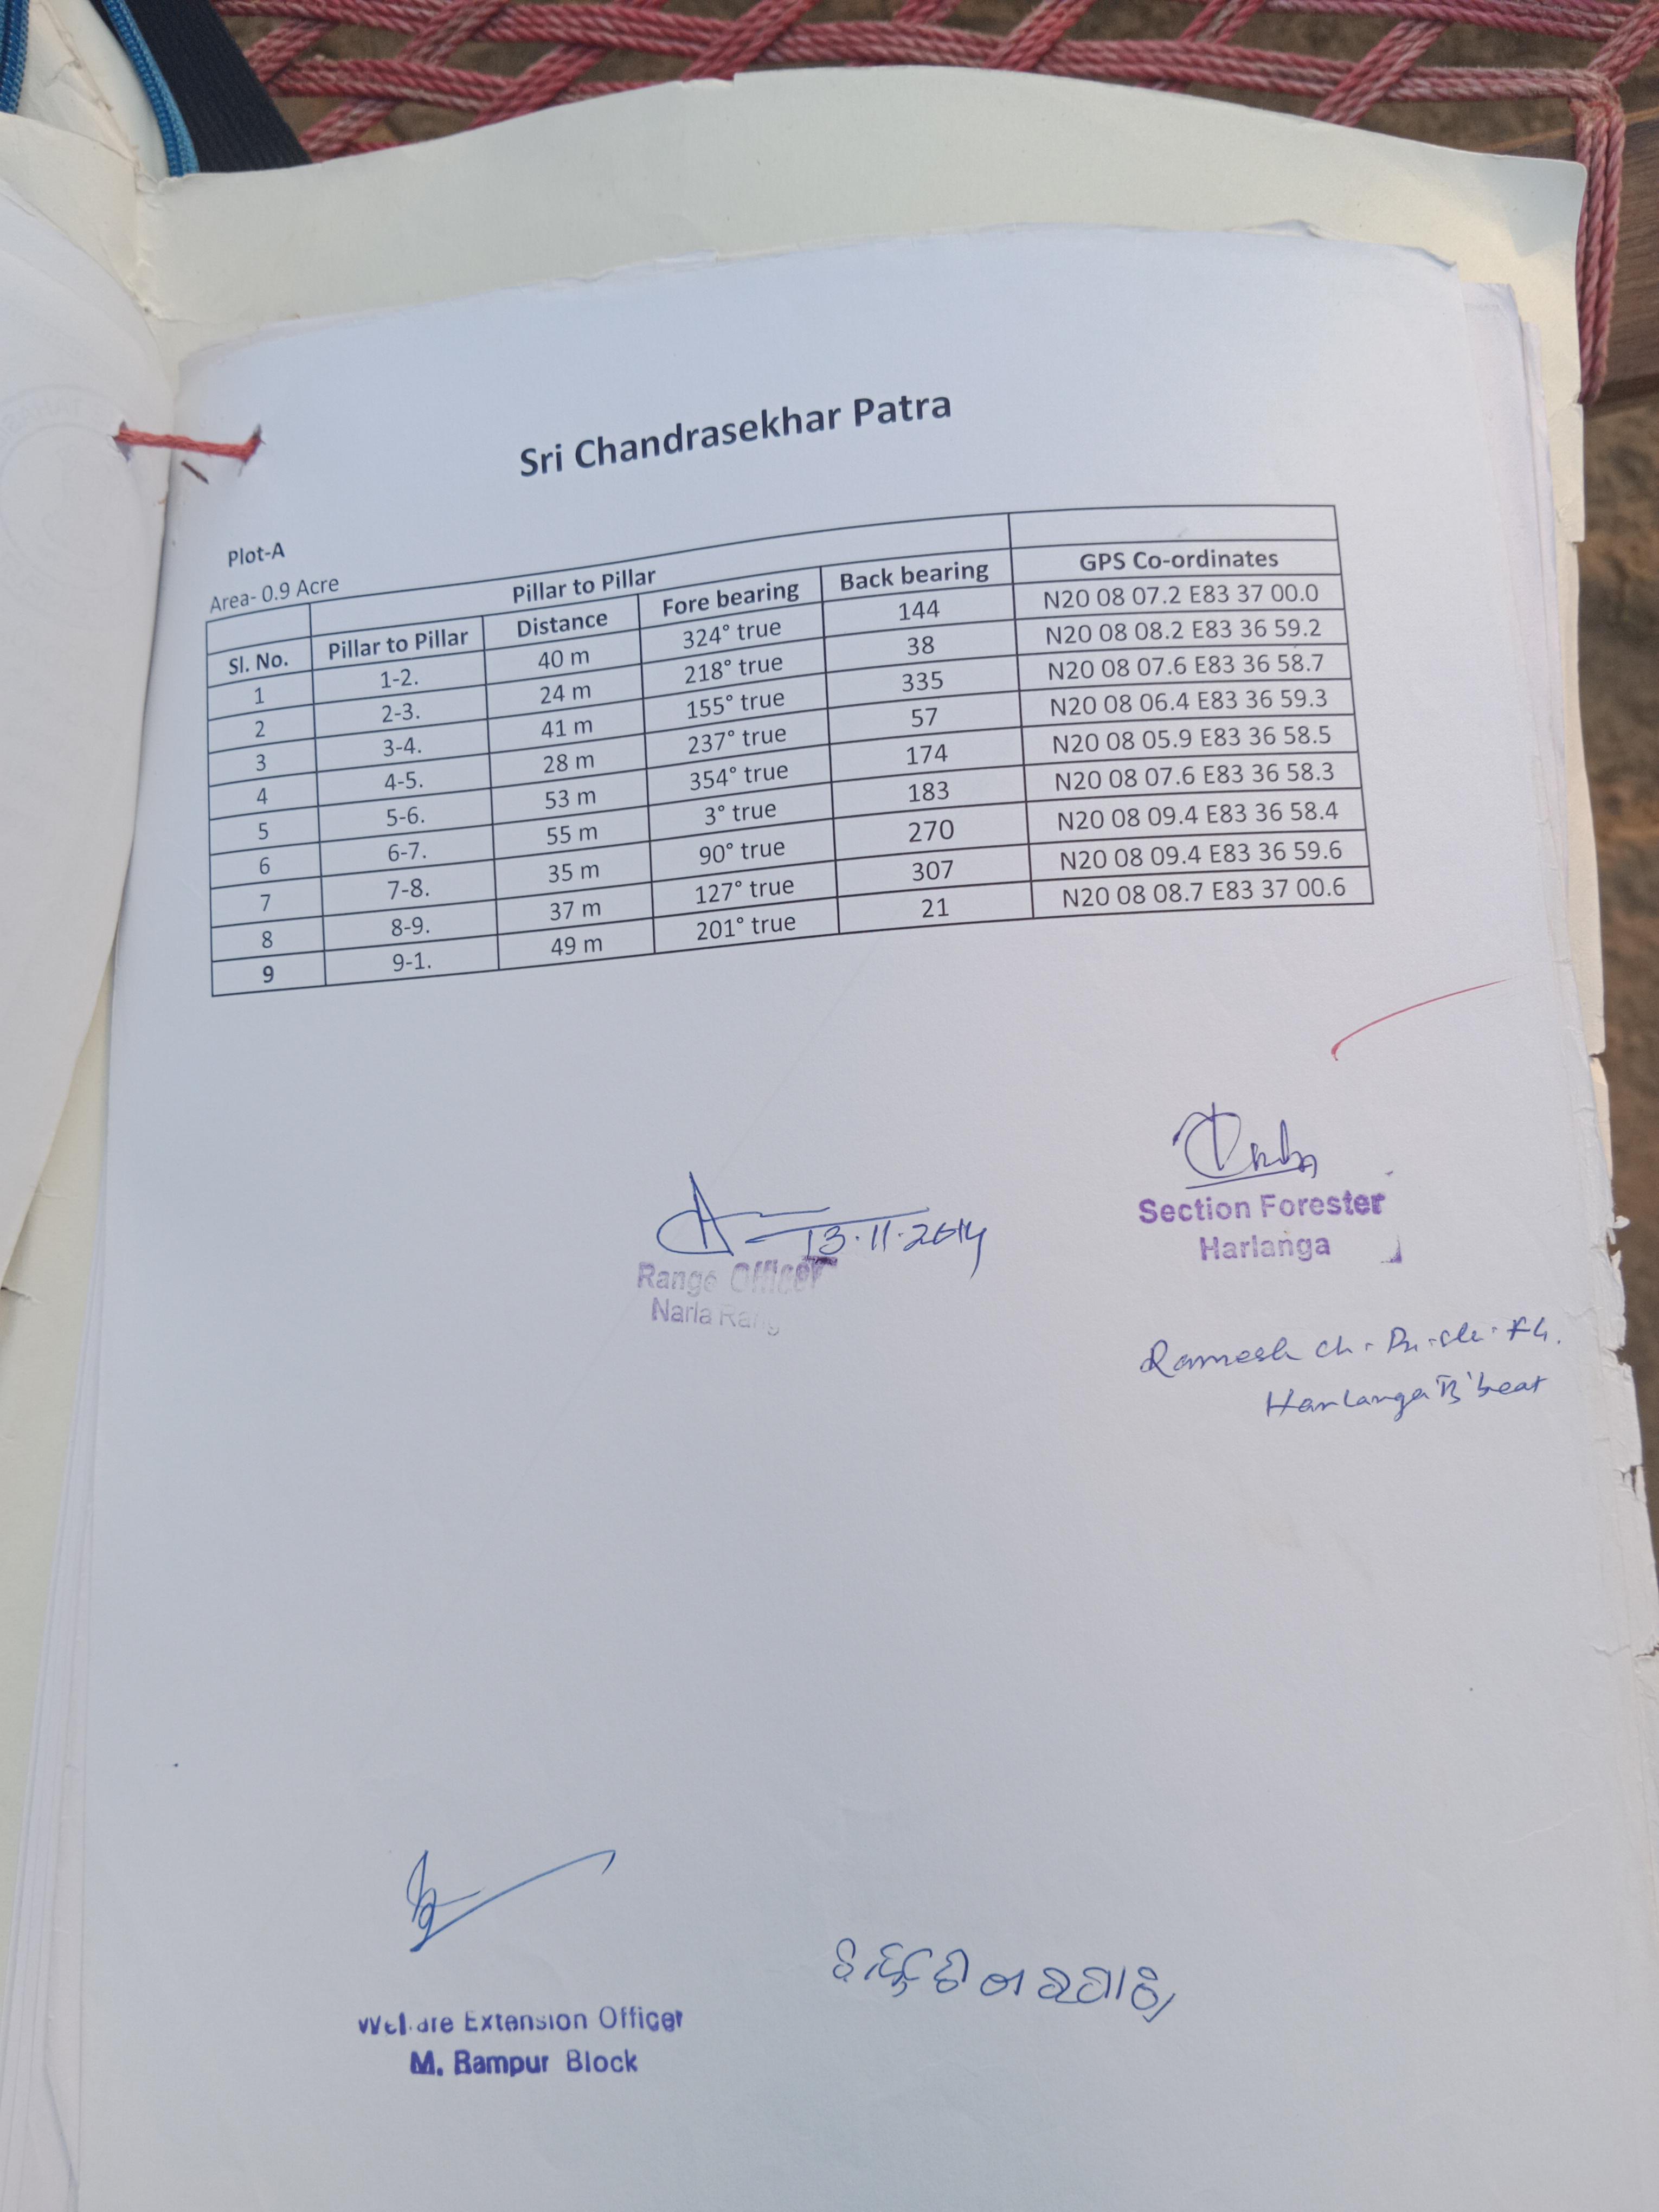 Sri Chandrasekhar Patra
Plot-A
Area- 0.9 Acre
Pillar to Pillar
Sl. No. Pillar to Pillar Distance Fore bearing Back bearing GPS Co-ordinates
1 1-2. 40 m 324° true 144 N20 08 07.2 E83 37 00.0
2 2-3. 24 m 218° true 38 N20 08 08.2 E83 36 59.2
3 3-4. 41 m 155° true 335 N20 08 07.6 E83 36 58.7
4 4-5. 28 m 237° true 57 N20 08 06.4 E83 36 59.3
5 5-6. 53 m 354° true 174 N20 08 05.9 E83 36 58.5
6 6-7. 55 m 3° true 183 N20 08 07.6 E83 36 58.3
7 7-8. 35 m 90° true 270 N20 08 09.4 E83 36 58.4
8 8-9. 37 m 127° true 307 N20 08 09.4 E83 36 59.6
9 9-1. 49 m 201° true 21 N20 08 08.7 E83 37 00.6
13.11.2014
Range Officer
Narla Rang
Section Forester
Harlanga
Ramesh Ch.
Harlanga 'B' beat
Welfare Extension Officer
M. Rampur Block